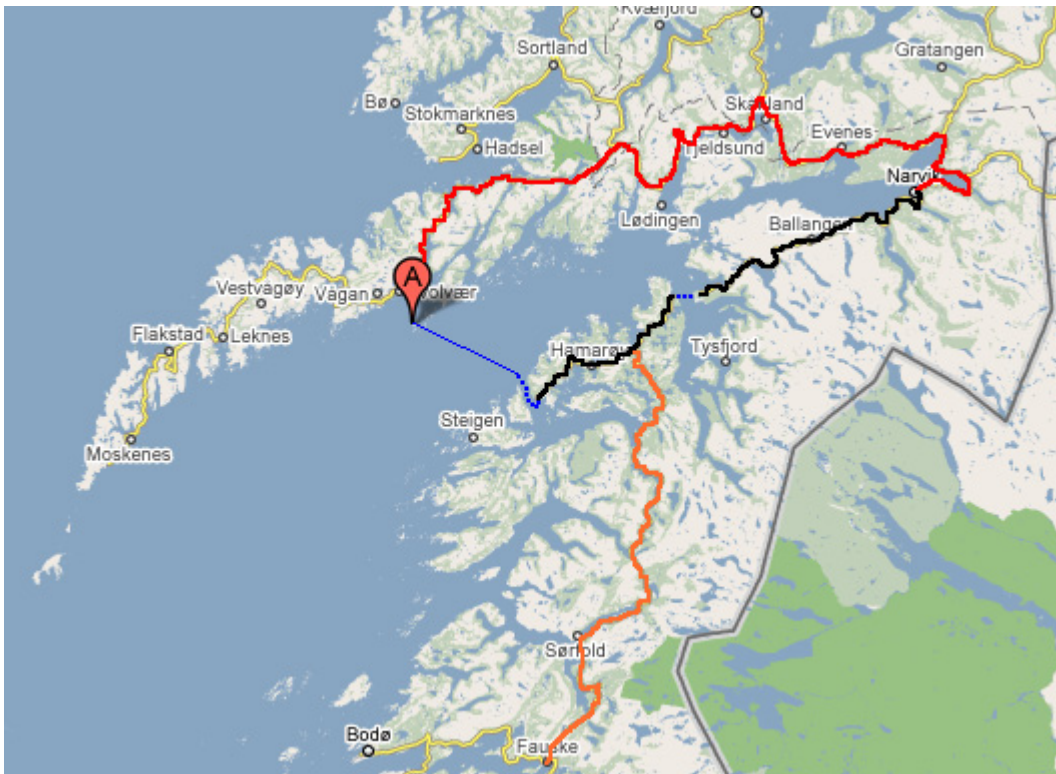 Kvæfjord
Sortland
Gratangen
Bø
Stokmarknes
Skånland
Hadsel
Tjeldsund
Evenes
Narvik
Lødingen
Ballangen
A
Svolvær
Vågan
Vestvågøy
Flakstad
Leknes
Hamarøy
Tysfjord
Steigen
Moskenes
Sørfold
Bodø
Fauske